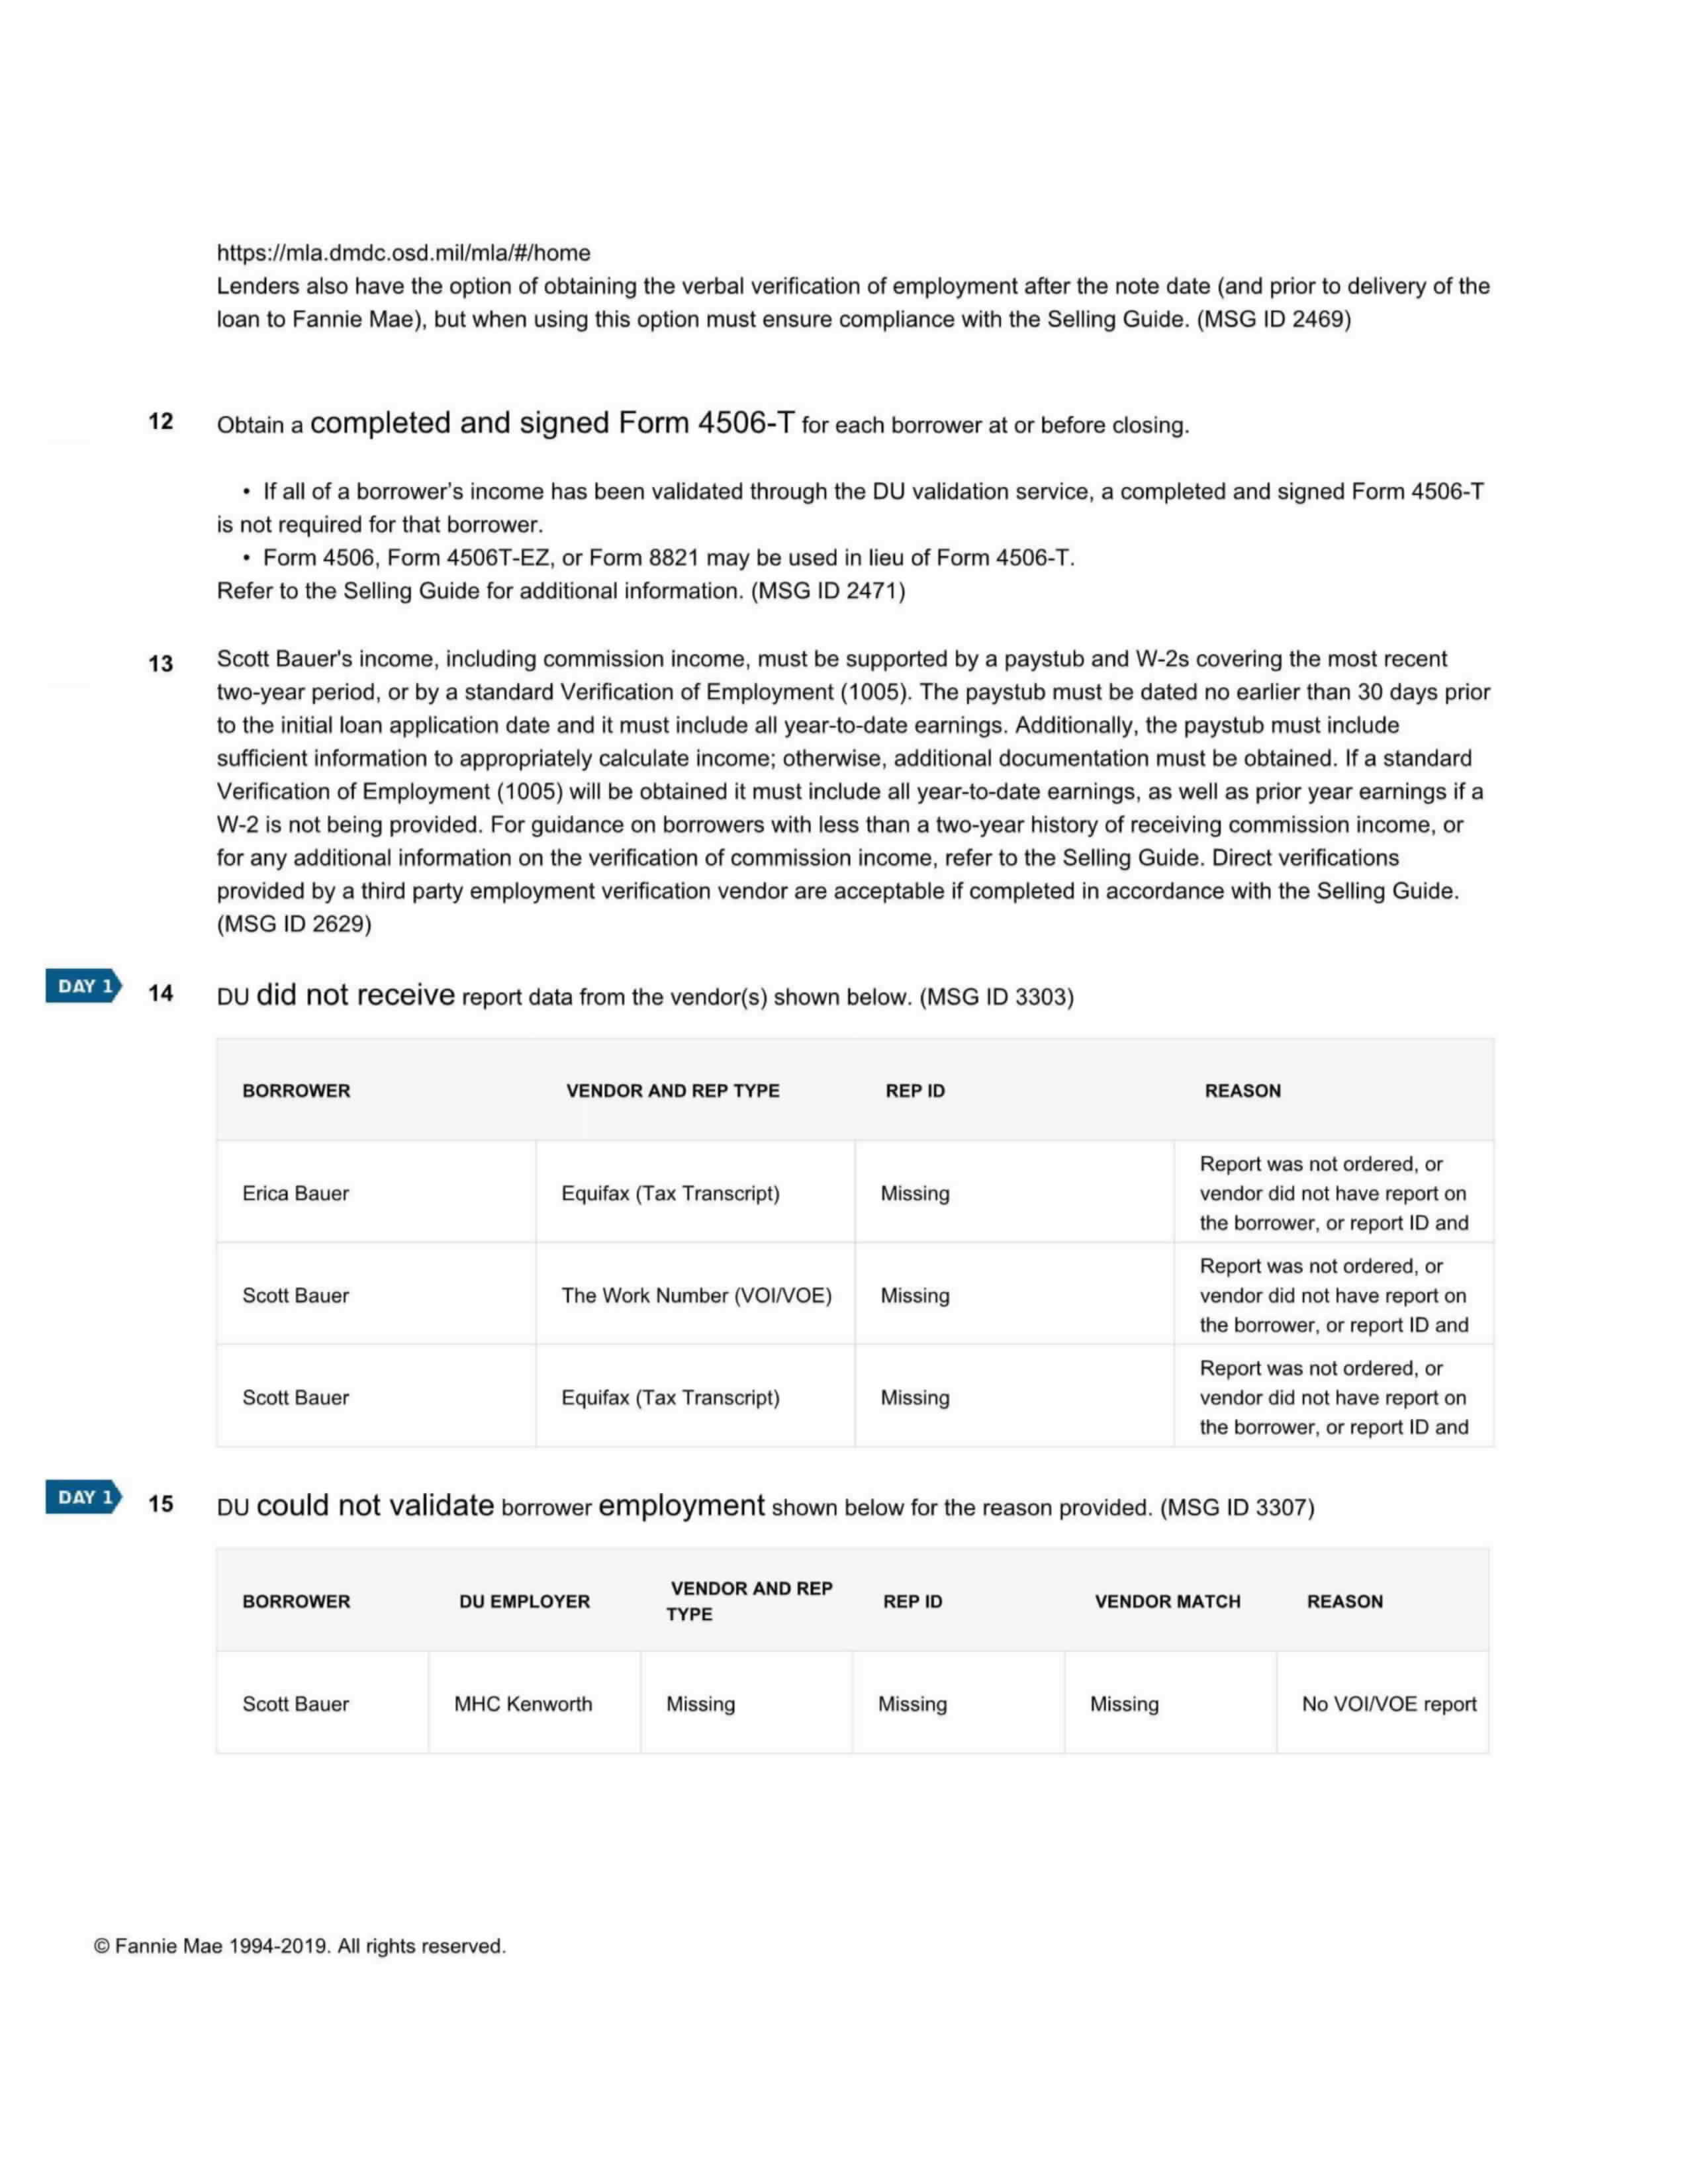 https://mla.dmdc.osd.mil/mla/#/home
Lenders also have the option of obtaining the verbal verification of employment after the note date (and prior to delivery of the
loan to Fannie Mae), but when using this option must ensure compliance with the Selling Guide. (MSG ID 2469)
12 Obtain a completed and signed Form 4506-T for each borrower at or before closing.
• If all of a borrower's income has been validated through the DU validation service, a completed and signed Form 4506-T
is not required for that borrower.
• Form 4506, Form 4506T-EZ, or Form 8821 may be used in lieu of Form 4506-T.
Refer to the Selling Guide for additional information. (MSG ID 2471)
13 Scott Bauer's income, including commission income, must be supported by a paystub and W-2s covering the most recent
two-year period, or by a standard Verification of Employment (1005). The paystub must be dated no earlier than 30 days prior
to the initial loan application date and it must include all year-to-date earnings. Additionally, the paystub must include
sufficient information to appropriately calculate income; otherwise, additional documentation must be obtained. If a standard
Verification of Employment (1005) will be obtained it must include all year-to-date earnings, as well as prior year earnings if a
W-2 is not being provided. For guidance on borrowers with less than a two-year history of receiving commission income, or
for any additional information on the verification of commission income, refer to the Selling Guide. Direct verifications
provided by a third party employment verification vendor are acceptable if completed in accordance with the Selling Guide.
(MSG ID 2629)
DAY 1 14 DU did not receive report data from the vendor(s) shown below. (MSG ID 3303)
BORROWER VENDOR AND REP TYPE REP ID REASON
Report was not ordered, or
Erica Bauer Equifax (Tax Transcript) Missing vendor did not have report on
the borrower, or report ID and
Report was not ordered, or
Scott Bauer The Work Number (VOI/VOE) Missing vendor did not have report on
the borrower, or report ID and
Report was not ordered, or
Scott Bauer Equifax (Tax Transcript) Missing vendor did not have report on
the borrower, or report ID and
DAY 1 15 DU could not validate borrower employment shown below for the reason provided. (MSG ID 3307)
BORROWER DU EMPLOYER VENDOR AND REP TYPE REP ID VENDOR MATCH REASON
Scott Bauer MHC Kenworth Missing Missing Missing No VOI/VOE report
© Fannie Mae 1994-2019. All rights reserved.